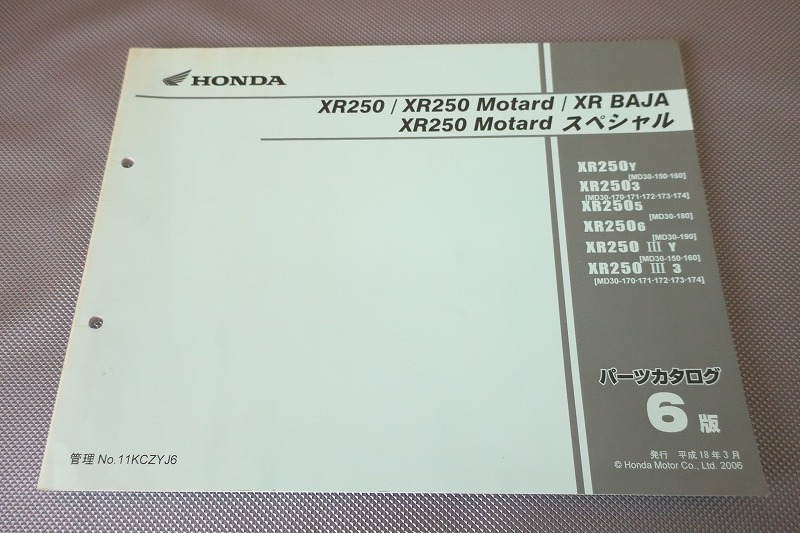 HONDA
XR250 / XR250 Motard / XR BAJA
XR250 Motard スペシャル
XR250Y
[MD30-150·160]
XR2503
[MD30-170·171·172·173·174]
XR2505
[MD30-180]
XR2506
[MD30-190]
XR250 Ⅲ Y
[MD30-150·160]
XR250 Ⅲ 3
[MD30-170·171·172·173·174]
パーツカタログ
6 版
発行 平成18年3月
© Honda Motor Co., Ltd. 2006
管理 No.11KCZYJ6